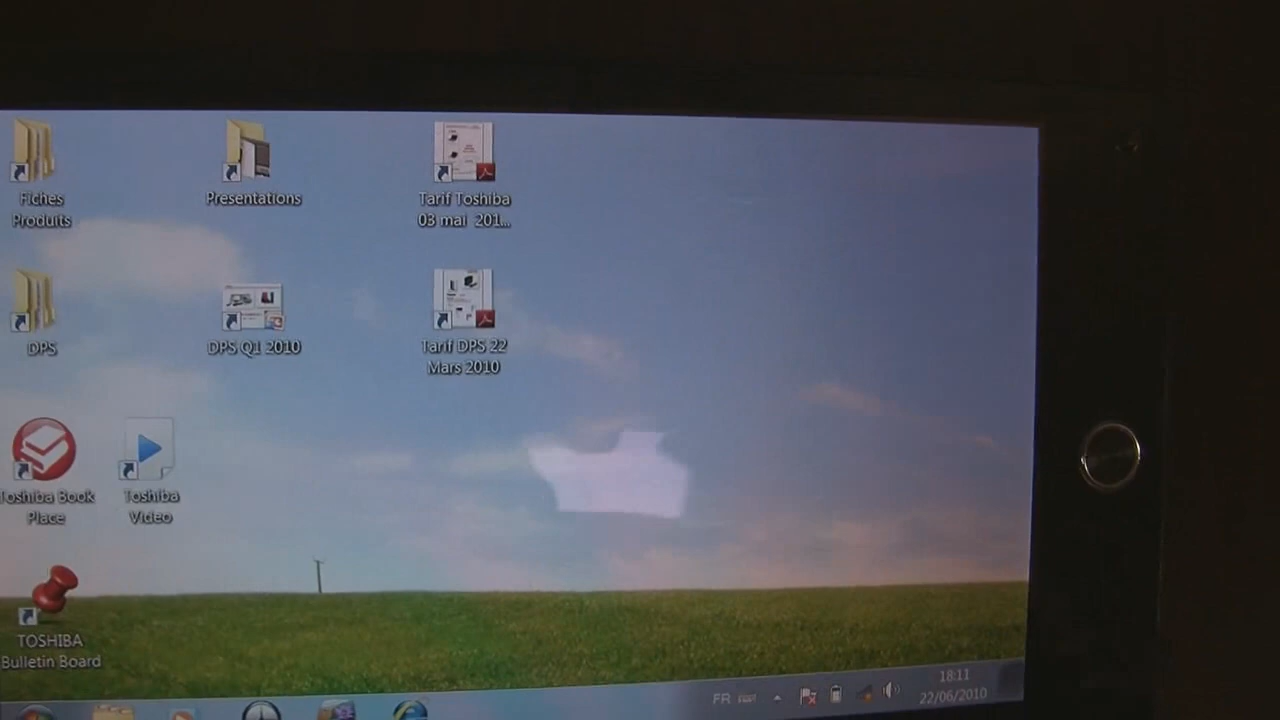 Fiches
Produits
Presentations
Tarif Toshiba
03 mai 201...
DPS
DPS Q1 2010
Tarif DPS 22
Mars 2010
Toshiba Book
Place
Toshiba
Video
TOSHIBA
Bulletin Board
FR
18:11
22/06/2010